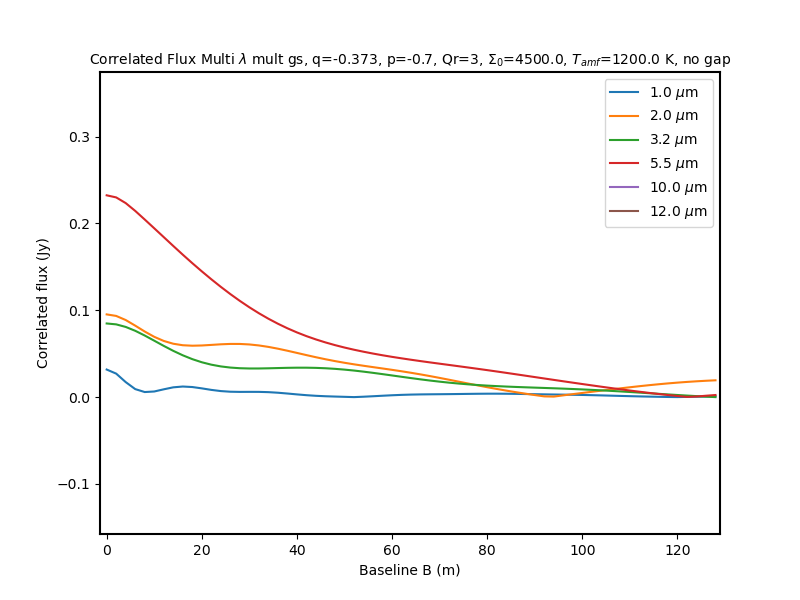 Correlated Flux Multi λ mult gs, q=-0.373, p=-0.7, Qr=3, Σ₀=4500.0, T_amf=1200.0 K, no gap
1.0 μm
2.0 μm
3.2 μm
5.5 μm
10.0 μm
12.0 μm
0.3
0.2
0.1
0.0
−0.1
Correlated flux (Jy)
0 20 40 60 80 100 120
Baseline B (m)